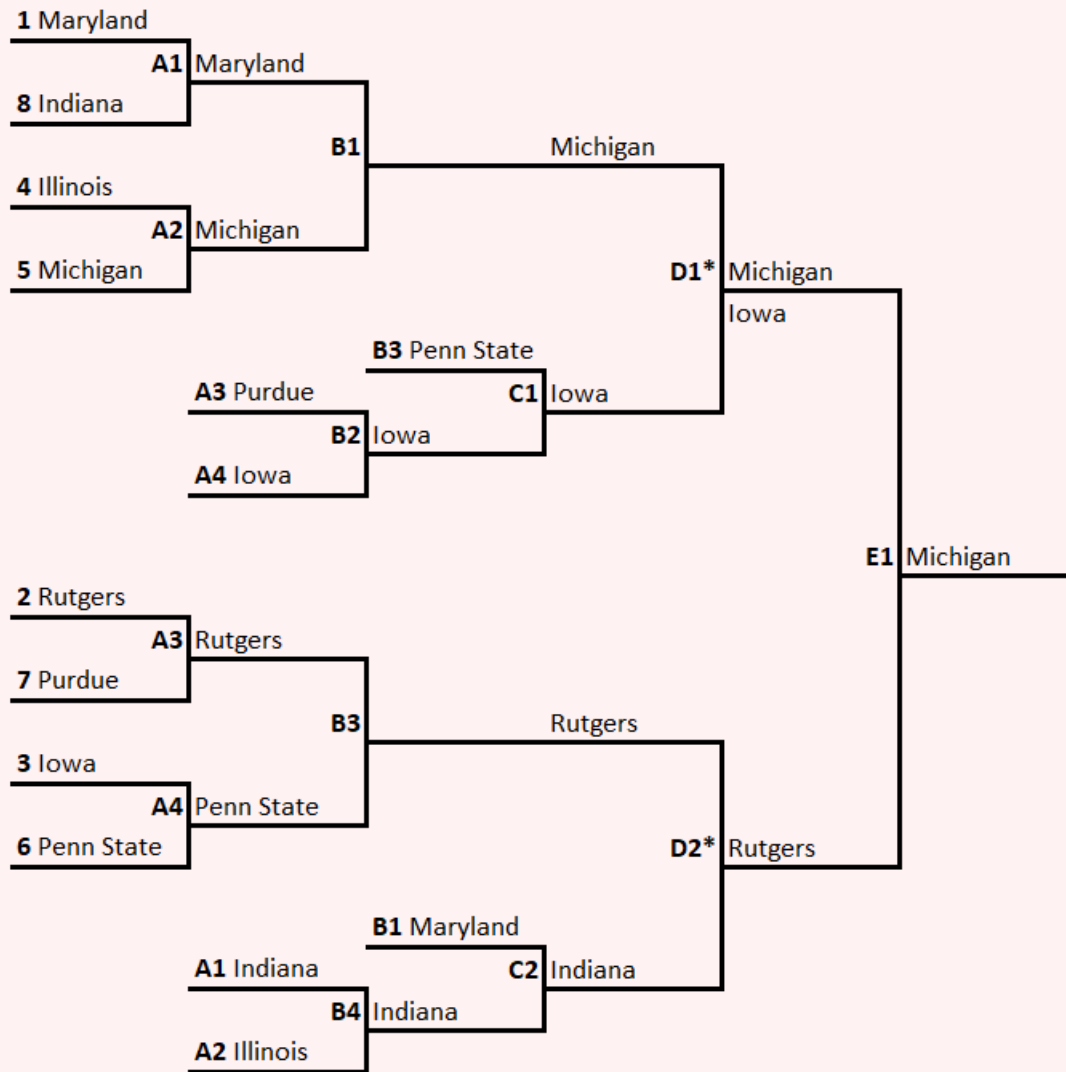 1 Maryland
A1 Maryland
8 Indiana
B1 Michigan
4 Illinois
A2 Michigan
5 Michigan
D1* Michigan
Iowa
B3 Penn State
A3 Purdue
C1 Iowa
B2 Iowa
A4 Iowa
E1 Michigan
2 Rutgers
A3 Rutgers
7 Purdue
B3 Rutgers
3 Iowa
A4 Penn State
6 Penn State
D2* Rutgers
B1 Maryland
A1 Indiana
C2 Indiana
B4 Indiana
A2 Illinois